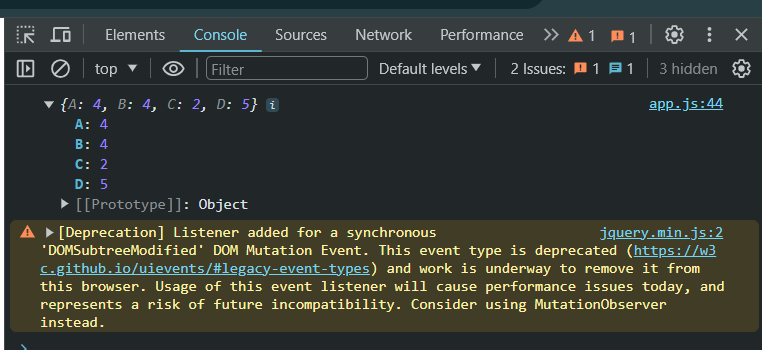 Elements Console Sources Network Performance 1 1
top Filter Default levels 2 Issues: 1 1 3 hidden
{A: 4, B: 4, C: 2, D: 5} i app.js:44
A: 4
B: 4
C: 2
D: 5
[[Prototype]]: Object
[Deprecation] Listener added for a synchronous jquery.min.js:2
'DOMSubtreeModified' DOM Mutation Event. This event type is deprecated (https://w3
c.github.io/uievents/#legacy-event-types) and work is underway to remove it from
this browser. Usage of this event listener will cause performance issues today, and
represents a risk of future incompatibility. Consider using MutationObserver
instead.